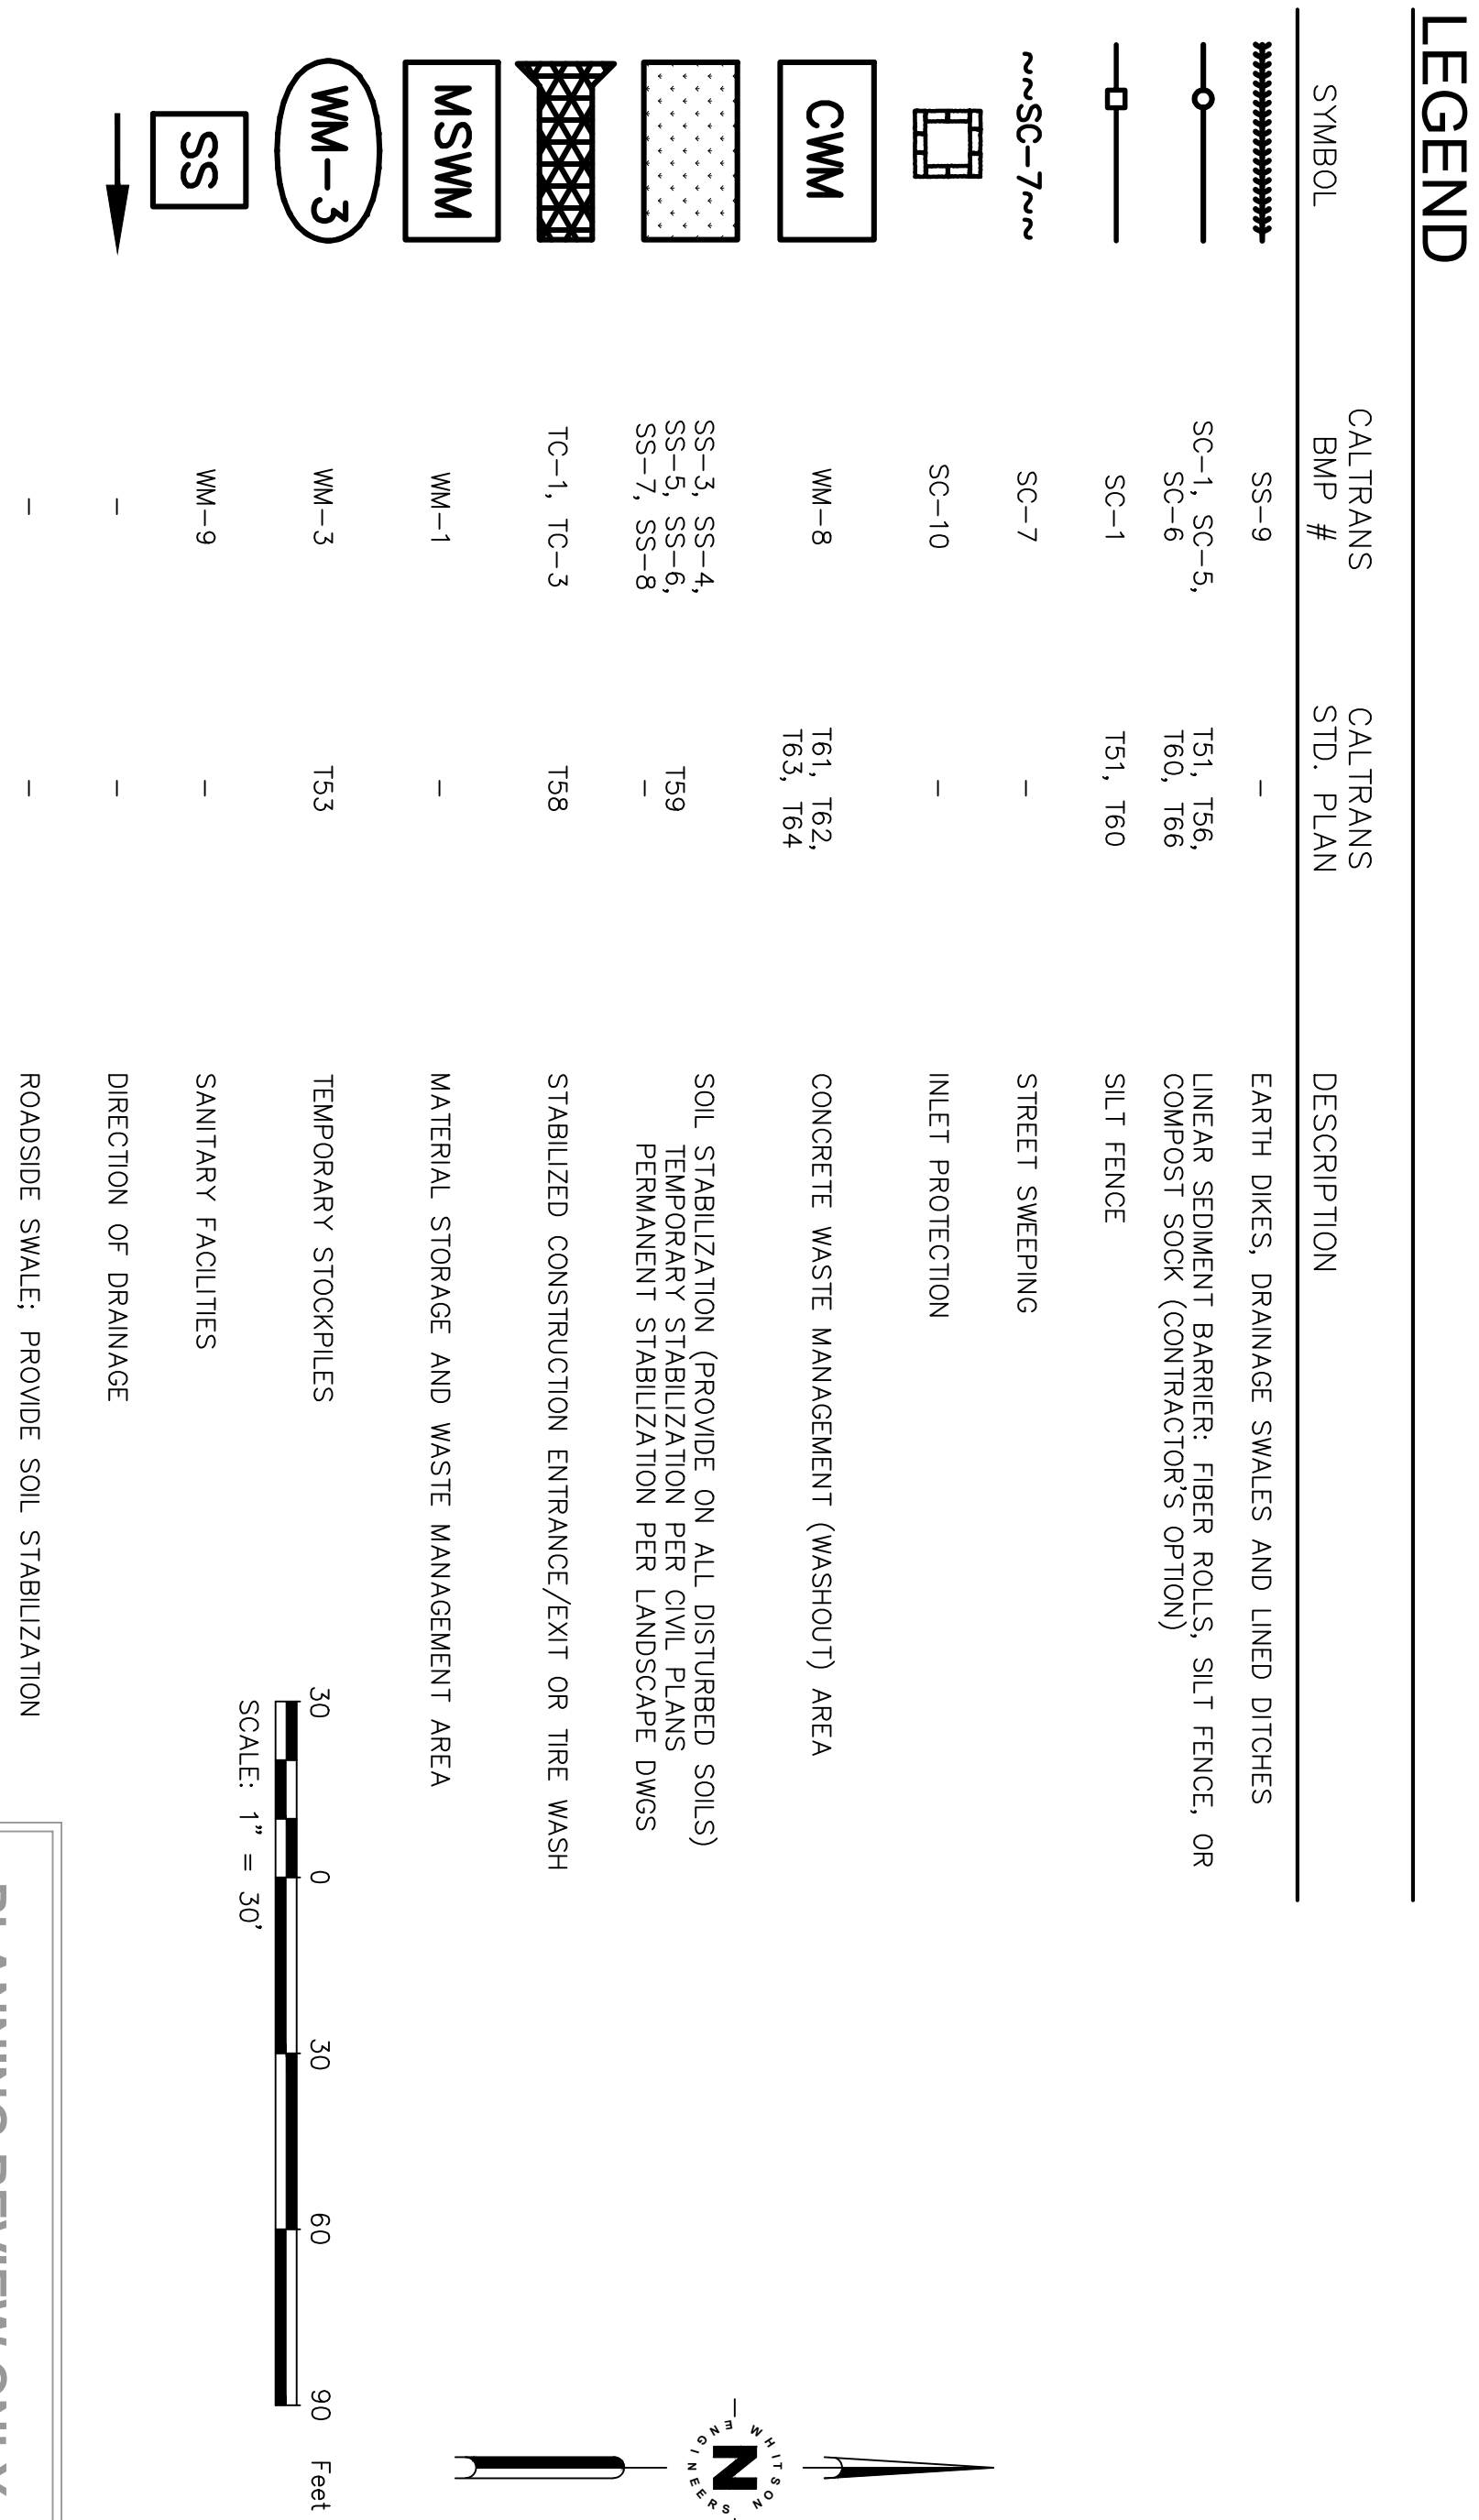 LEGEND
SYMBOL
CALTRANS
BMP #
CALTRANS
STD. PLAN
DESCRIPTION
SS-9
-
EARTH DIKES, DRAINAGE SWALES AND LINED DITCHES
SC-1, SC-5,
SC-6
T51, T56,
T60, T66
LINEAR SEDIMENT BARRIER: FIBER ROLLS, SILT FENCE, OR
COMPOST SOCK (CONTRACTOR'S OPTION)
SC-1
T51, T60
SILT FENCE
~~SC-7~~
SC-7
-
STREET SWEEPING
SC-10
-
INLET PROTECTION
CWM
WM-8
T61, T62,
T63, T64
CONCRETE WASTE MANAGEMENT (WASHOUT) AREA
SS-3, SS-4,
SS-5, SS-6,
SS-7, SS-8
T59
-
SOIL STABILIZATION (PROVIDE ON ALL DISTURBED SOILS)
TEMPORARY STABILIZATION PER CIVIL PLANS
PERMANENT STABILIZATION PER LANDSCAPE DWGS
TC-1, TC-3
T58
STABILIZED CONSTRUCTION ENTRANCE/EXIT OR TIRE WASH
MSWM
WM-1
-
MATERIAL STORAGE AND WASTE MANAGEMENT AREA
WM-3
WM-3
T53
TEMPORARY STOCKPILES
SS
WM-9
-
SANITARY FACILITIES
-
-
DIRECTION OF DRAINAGE
-
-
ROADSIDE SWALE; PROVIDE SOIL STABILIZATION
30 0 30 60 90 Feet
SCALE: 1" = 30'
WHITSON ENGINEERS
N
PLANNING REVIEW ONLY